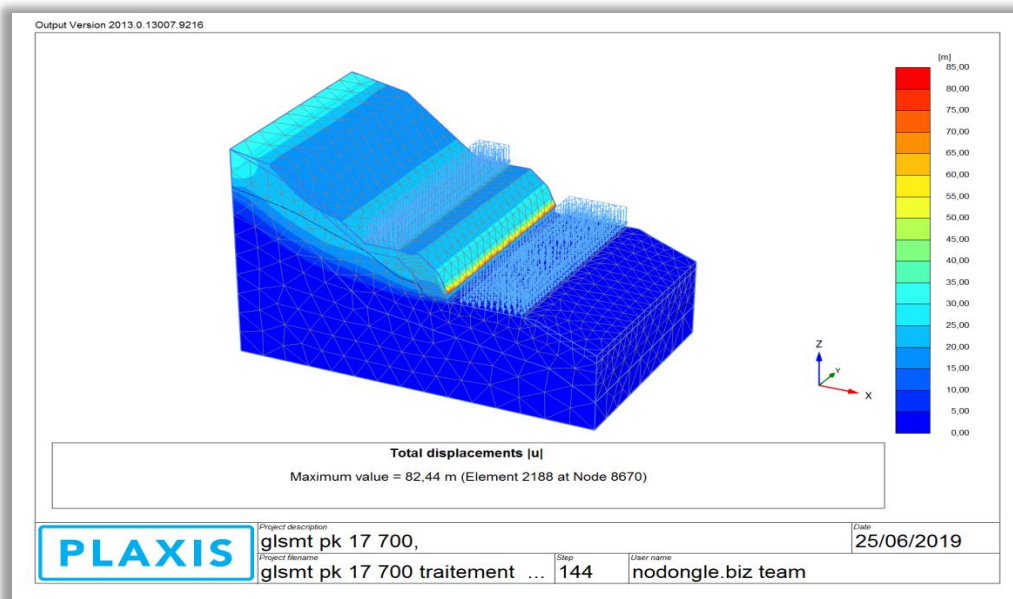 Output Version 2013.0.13007.9216
[m]
85,00
80,00
75,00
70,00
65,00
60,00
55,00
50,00
45,00
40,00
35,00
30,00
25,00
20,00
15,00
10,00
5,00
0,00
Z
Y
X
Total displacements |u|
Maximum value = 82,44 m (Element 2188 at Node 8670)
PLAXIS
Project description
glsmt pk 17 700,
Date
25/06/2019
Project filename
glsmt pk 17 700 traitement ...
Step
144
User name
nodongle.biz team